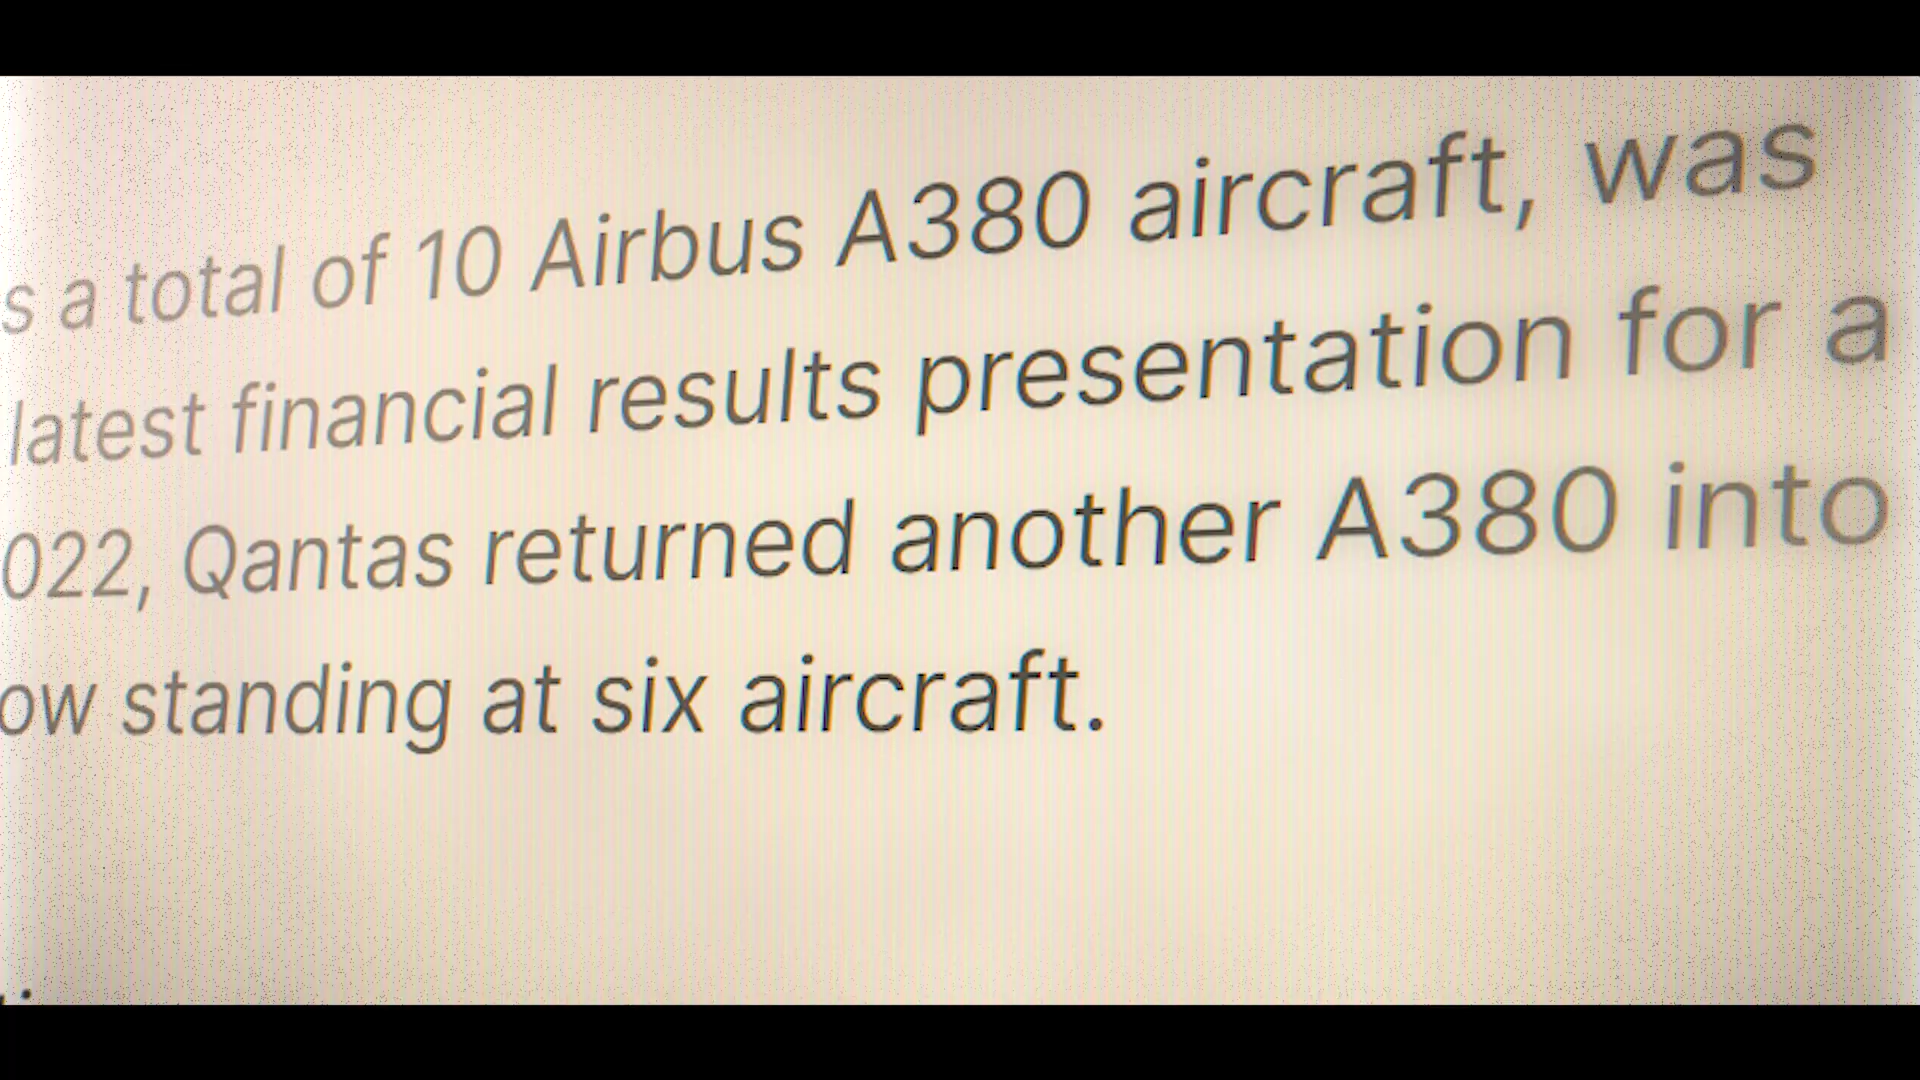 s a total of 10 Airbus A380 aircraft, was
latest financial results presentation for a
022, Qantas returned another A380 into
ow standing at six aircraft.